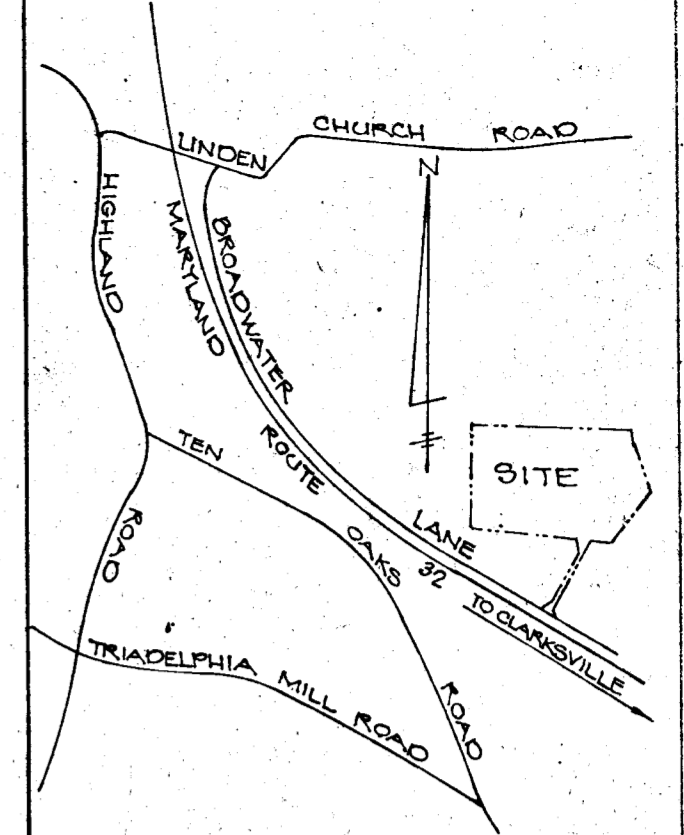 LINDEN CHURCH ROAD
N
HIGHLAND ROAD
MARYLAND ROUTE 32
BROADWATER LANE
TEN OAKS ROAD
SITE
TO CLARKSVILLE
TRIADELPHIA MILL ROAD